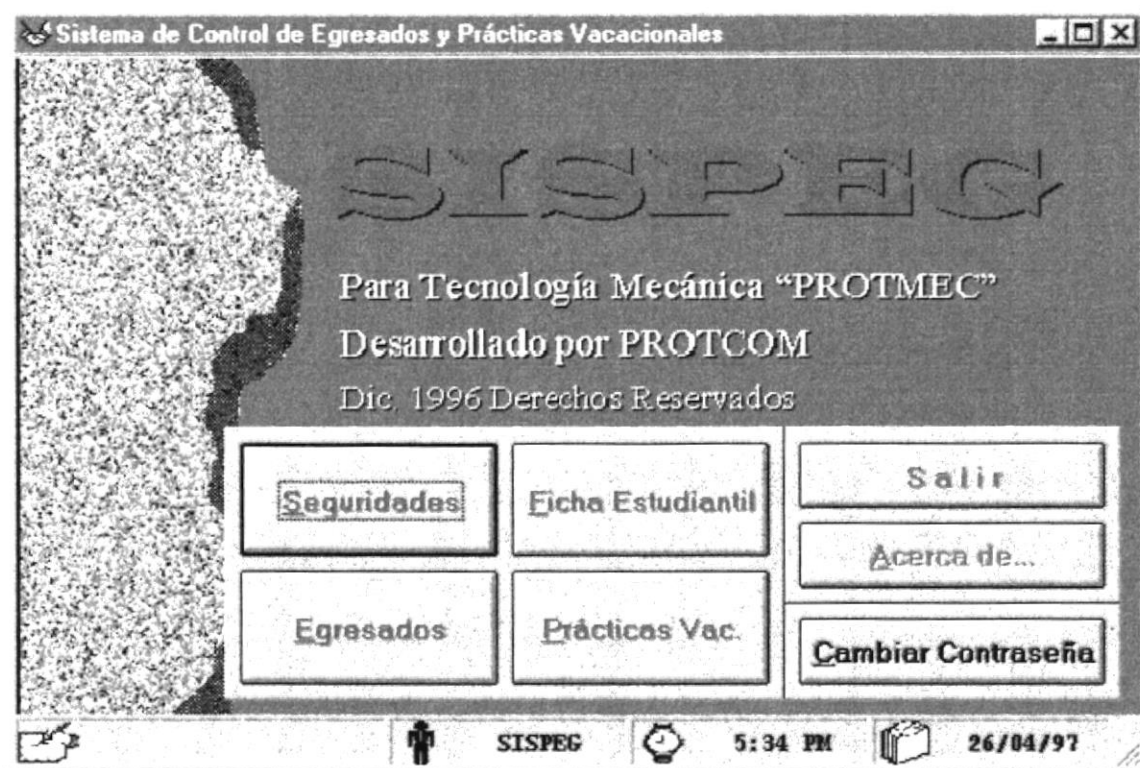 Sistema de Control de Egresados y Prácticas Vacacionales
SISPEG
Para Tecnología Mecánica “PROTMEC”
Desarrollado por PROTCOM
Dic. 1996 Derechos Reservados
Seguridades
Ficha Estudiantil
Salir
Acerca de...
Egresados
Prácticas Vac.
Cambiar Contraseña
SISPEG 5:34 PM 26/04/97